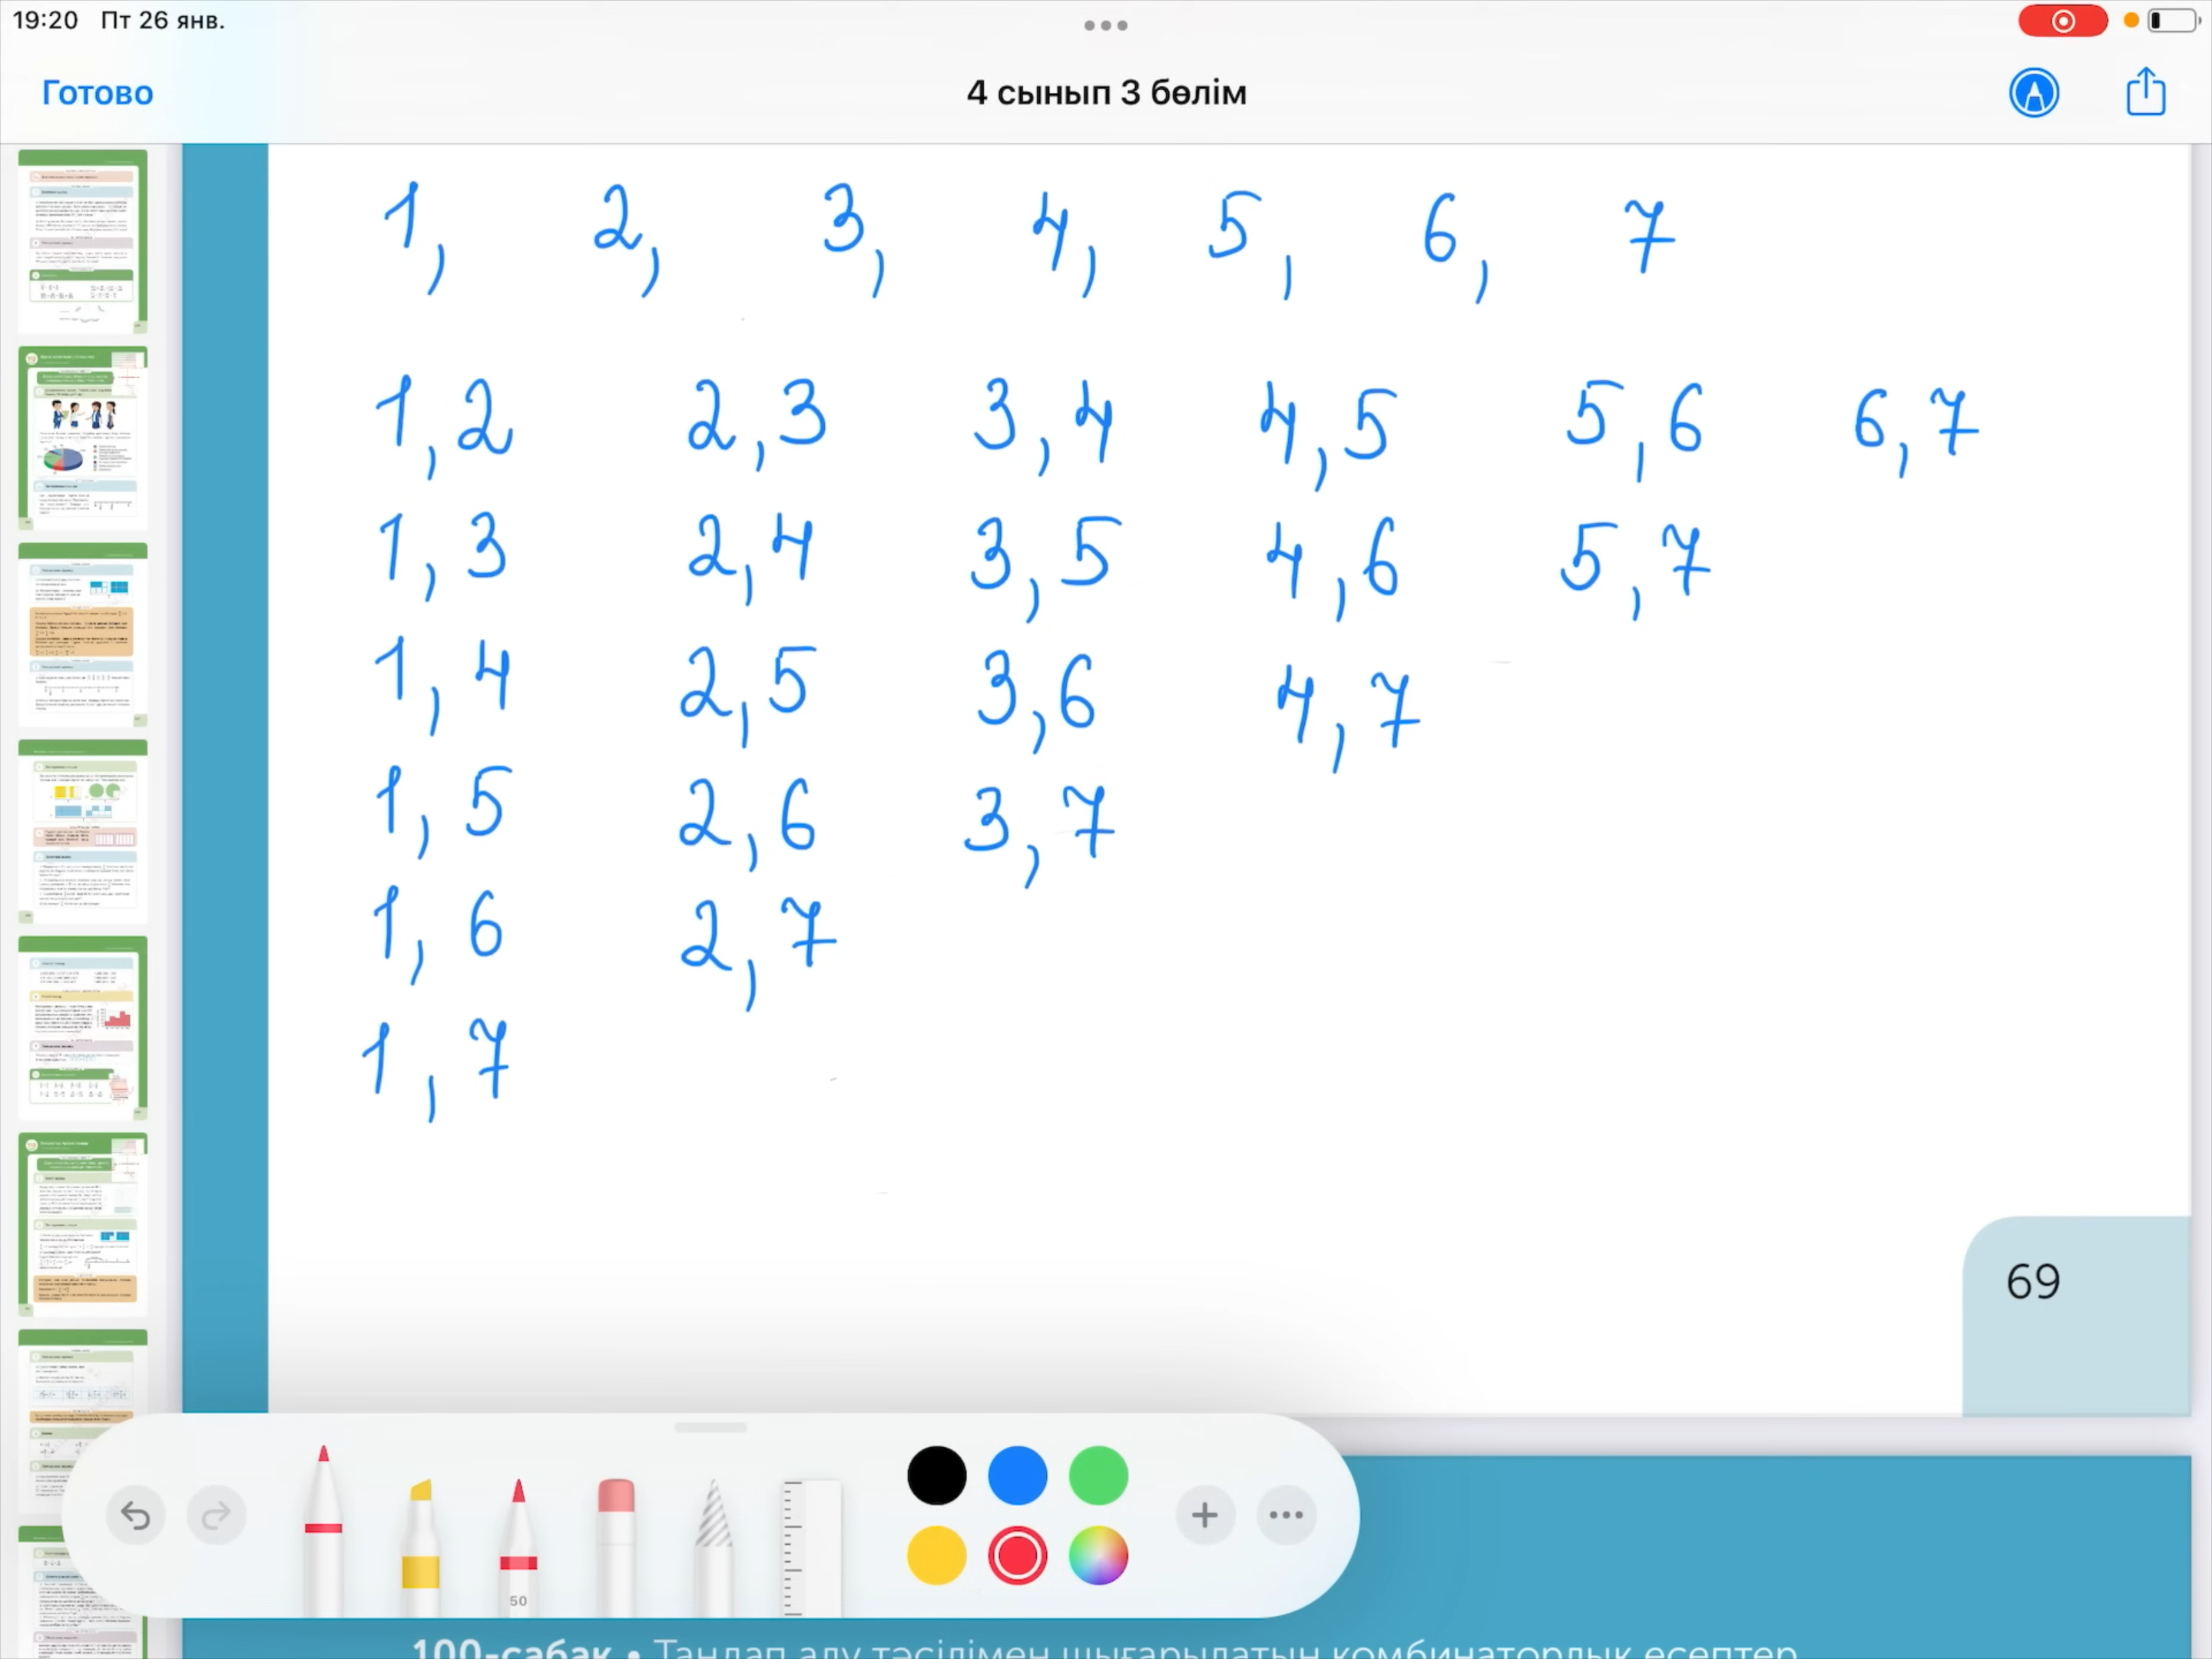 19:20 Пт 26 янв.
Готово
4 сынып 3 бөлім
1, 2, 3, 4, 5, 6, 7
1,2 2,3 3,4 4,5 5,6 6,7
1,3 2,4 3,5 4,6 5,7
1,4 2,5 3,6 4,7
1,5 2,6 3,7
1,6 2,7
1,7
69
50
100-сабақ • Таңдап алу тәсілімен шығарылатын комбинаторлық есептер